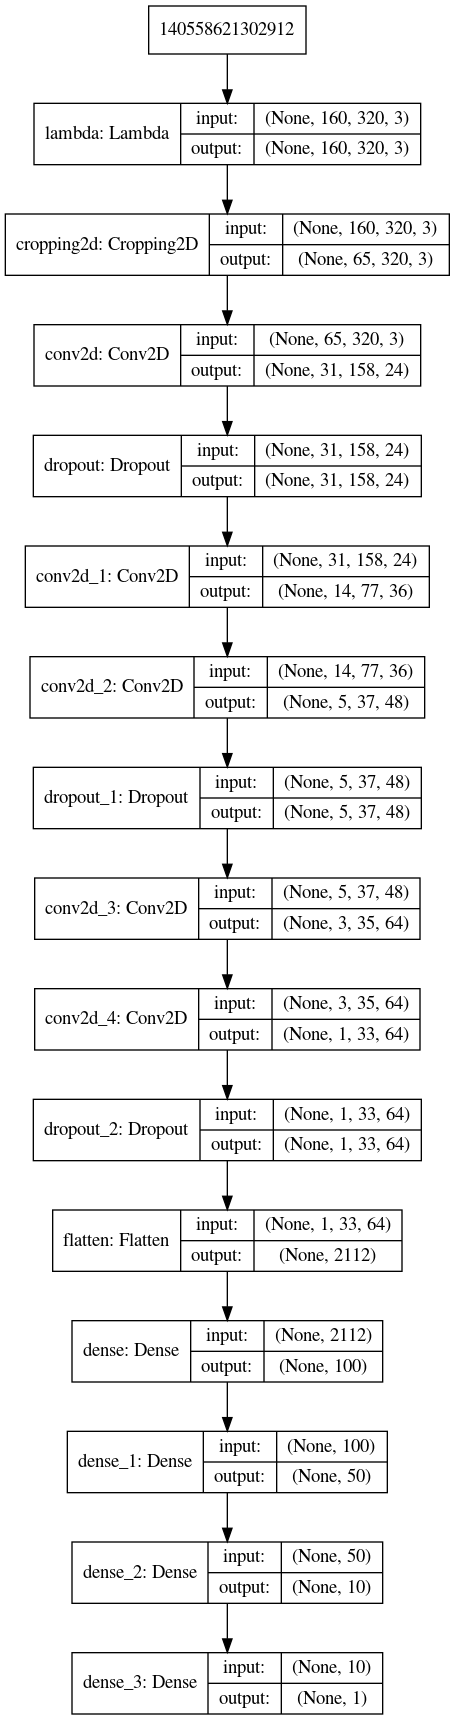 140558621302912
lambda: Lambda
input: (None, 160, 320, 3)
output: (None, 160, 320, 3)
cropping2d: Cropping2D
input: (None, 160, 320, 3)
output: (None, 65, 320, 3)
conv2d: Conv2D
input: (None, 65, 320, 3)
output: (None, 31, 158, 24)
dropout: Dropout
input: (None, 31, 158, 24)
output: (None, 31, 158, 24)
conv2d_1: Conv2D
input: (None, 31, 158, 24)
output: (None, 14, 77, 36)
conv2d_2: Conv2D
input: (None, 14, 77, 36)
output: (None, 5, 37, 48)
dropout_1: Dropout
input: (None, 5, 37, 48)
output: (None, 5, 37, 48)
conv2d_3: Conv2D
input: (None, 5, 37, 48)
output: (None, 3, 35, 64)
conv2d_4: Conv2D
input: (None, 3, 35, 64)
output: (None, 1, 33, 64)
dropout_2: Dropout
input: (None, 1, 33, 64)
output: (None, 1, 33, 64)
flatten: Flatten
input: (None, 1, 33, 64)
output: (None, 2112)
dense: Dense
input: (None, 2112)
output: (None, 100)
dense_1: Dense
input: (None, 100)
output: (None, 50)
dense_2: Dense
input: (None, 50)
output: (None, 10)
dense_3: Dense
input: (None, 10)
output: (None, 1)